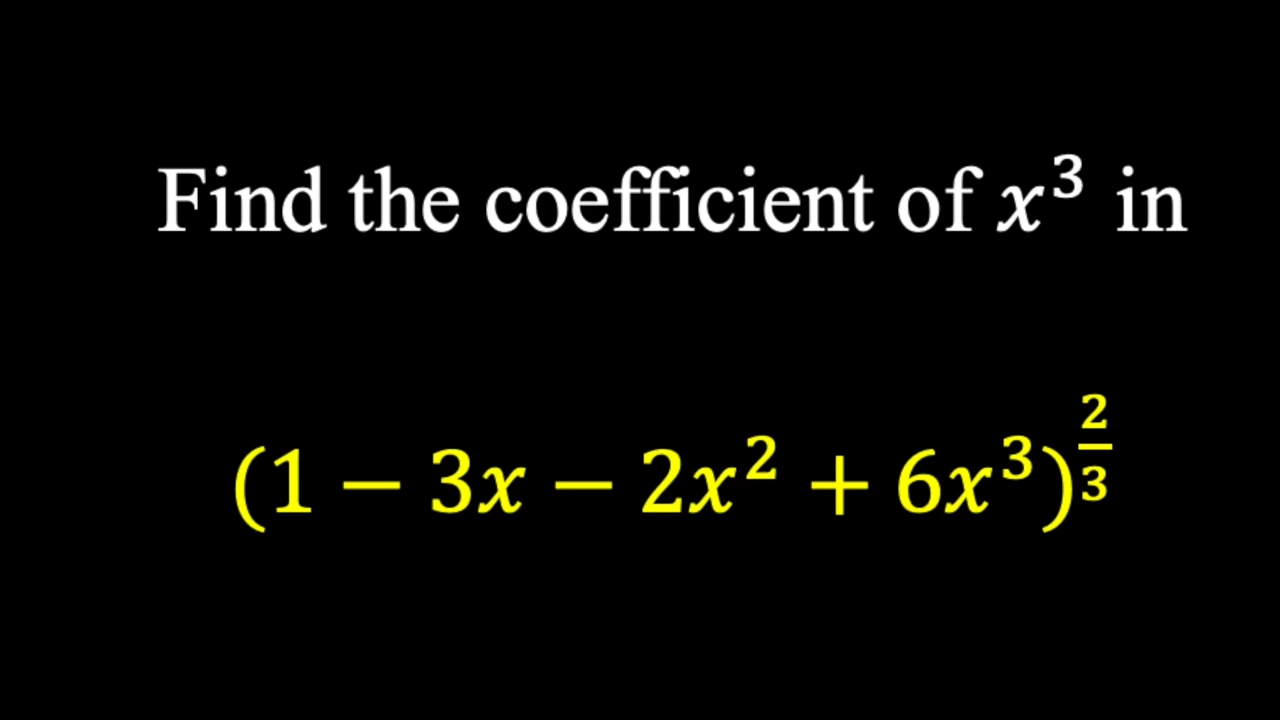 Find the coefficient of x³ in
(1 − 3x − 2x² + 6x³)^(2/3)